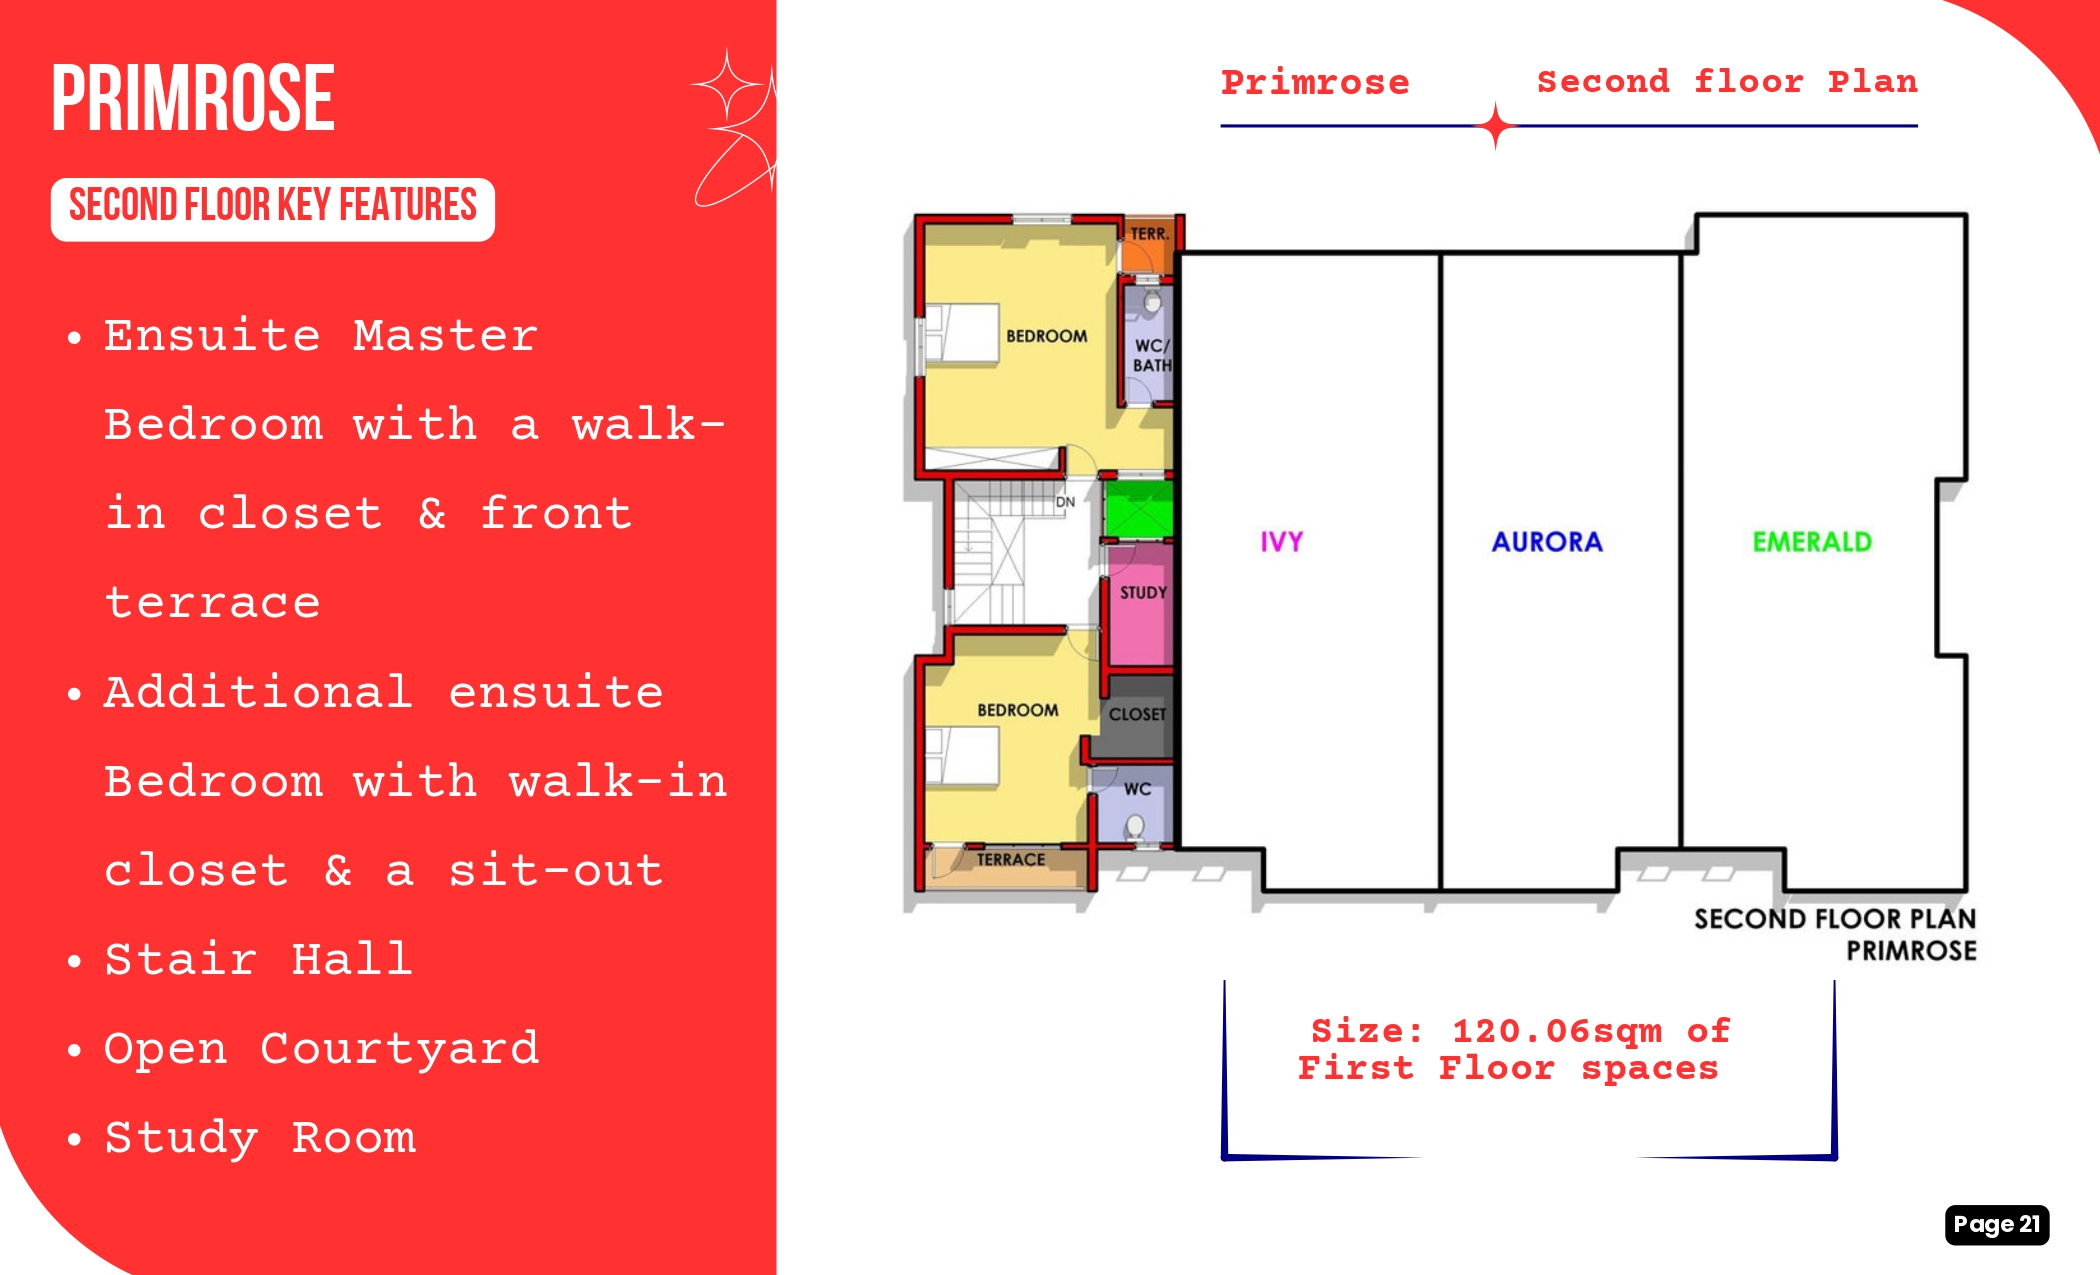 PRIMROSE
SECOND FLOOR KEY FEATURES
• Ensuite Master
Bedroom with a walk-
in closet & front
terrace
• Additional ensuite
Bedroom with walk-in
closet & a sit-out
• Stair Hall
• Open Courtyard
• Study Room
Primrose
Second floor Plan
TERR.
BEDROOM
WC/
BATH
DN
STUDY
BEDROOM
CLOSET
WC
TERRACE
IVY
AURORA
EMERALD
SECOND FLOOR PLAN
PRIMROSE
Size: 120.06sqm of
First Floor spaces
Page 21